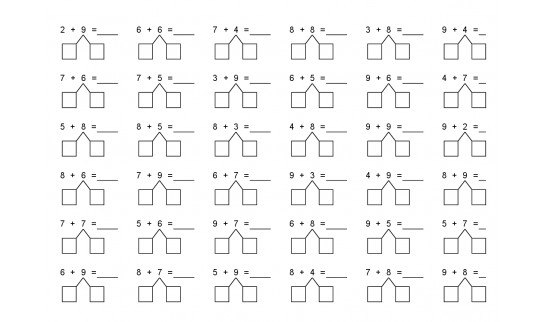 2 + 9 =____ 6 + 6 =____ 7 + 4 =____ 8 + 8 =____ 3 + 8 =____ 9 + 4 =_
7 + 6 =____ 7 + 5 =____ 3 + 9 =____ 6 + 5 =____ 9 + 6 =____ 4 + 7 =_
5 + 8 =____ 8 + 5 =____ 8 + 3 =____ 4 + 8 =____ 9 + 9 =____ 9 + 2 =_
8 + 6 =____ 7 + 9 =____ 6 + 7 =____ 9 + 3 =____ 4 + 9 =____ 8 + 9 =_
7 + 7 =____ 5 + 6 =____ 9 + 7 =____ 6 + 8 =____ 9 + 5 =____ 5 + 7 =_
6 + 9 =____ 8 + 7 =____ 5 + 9 =____ 8 + 4 =____ 7 + 8 =____ 9 + 8 =_